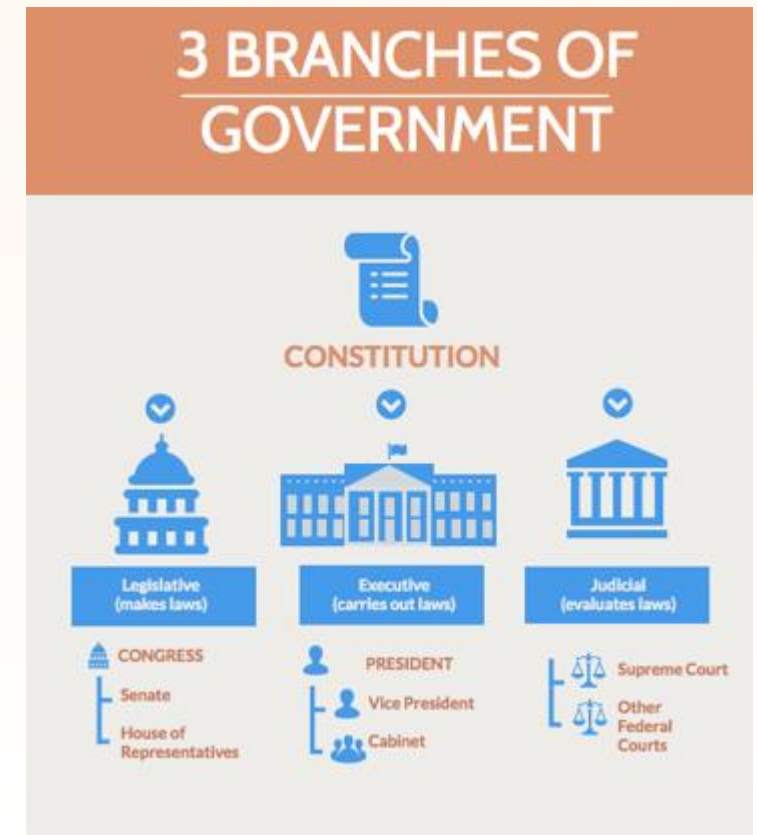 3 BRANCHES OF
GOVERNMENT
CONSTITUTION
Legislative
(makes laws)
CONGRESS
Senate
House of
Representatives
Executive
(carries out laws)
PRESIDENT
Vice President
Cabinet
Judicial
(evaluates laws)
Supreme Court
Other
Federal
Courts